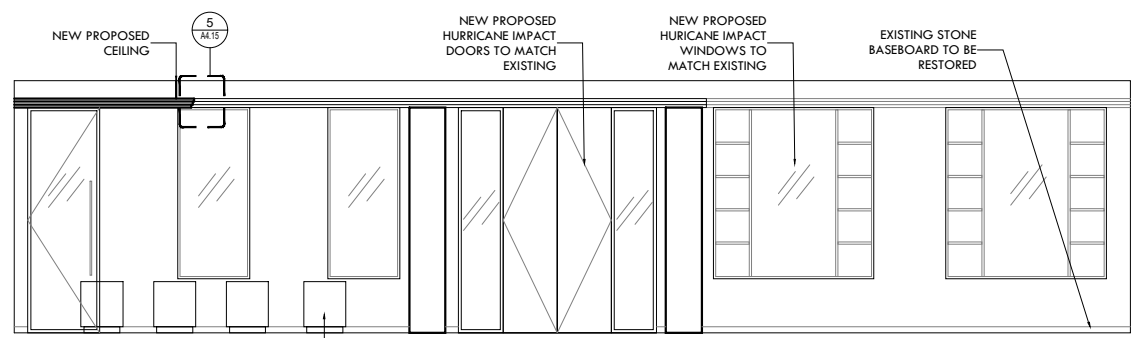 NEW PROPOSED
CEILING
5
A4.15
NEW PROPOSED
HURRICANE IMPACT
DOORS TO MATCH
EXISTING
NEW PROPOSED
HURICANE IMPACT
WINDOWS TO
MATCH EXISTING
EXISTING STONE
BASEBOARD TO BE
RESTORED